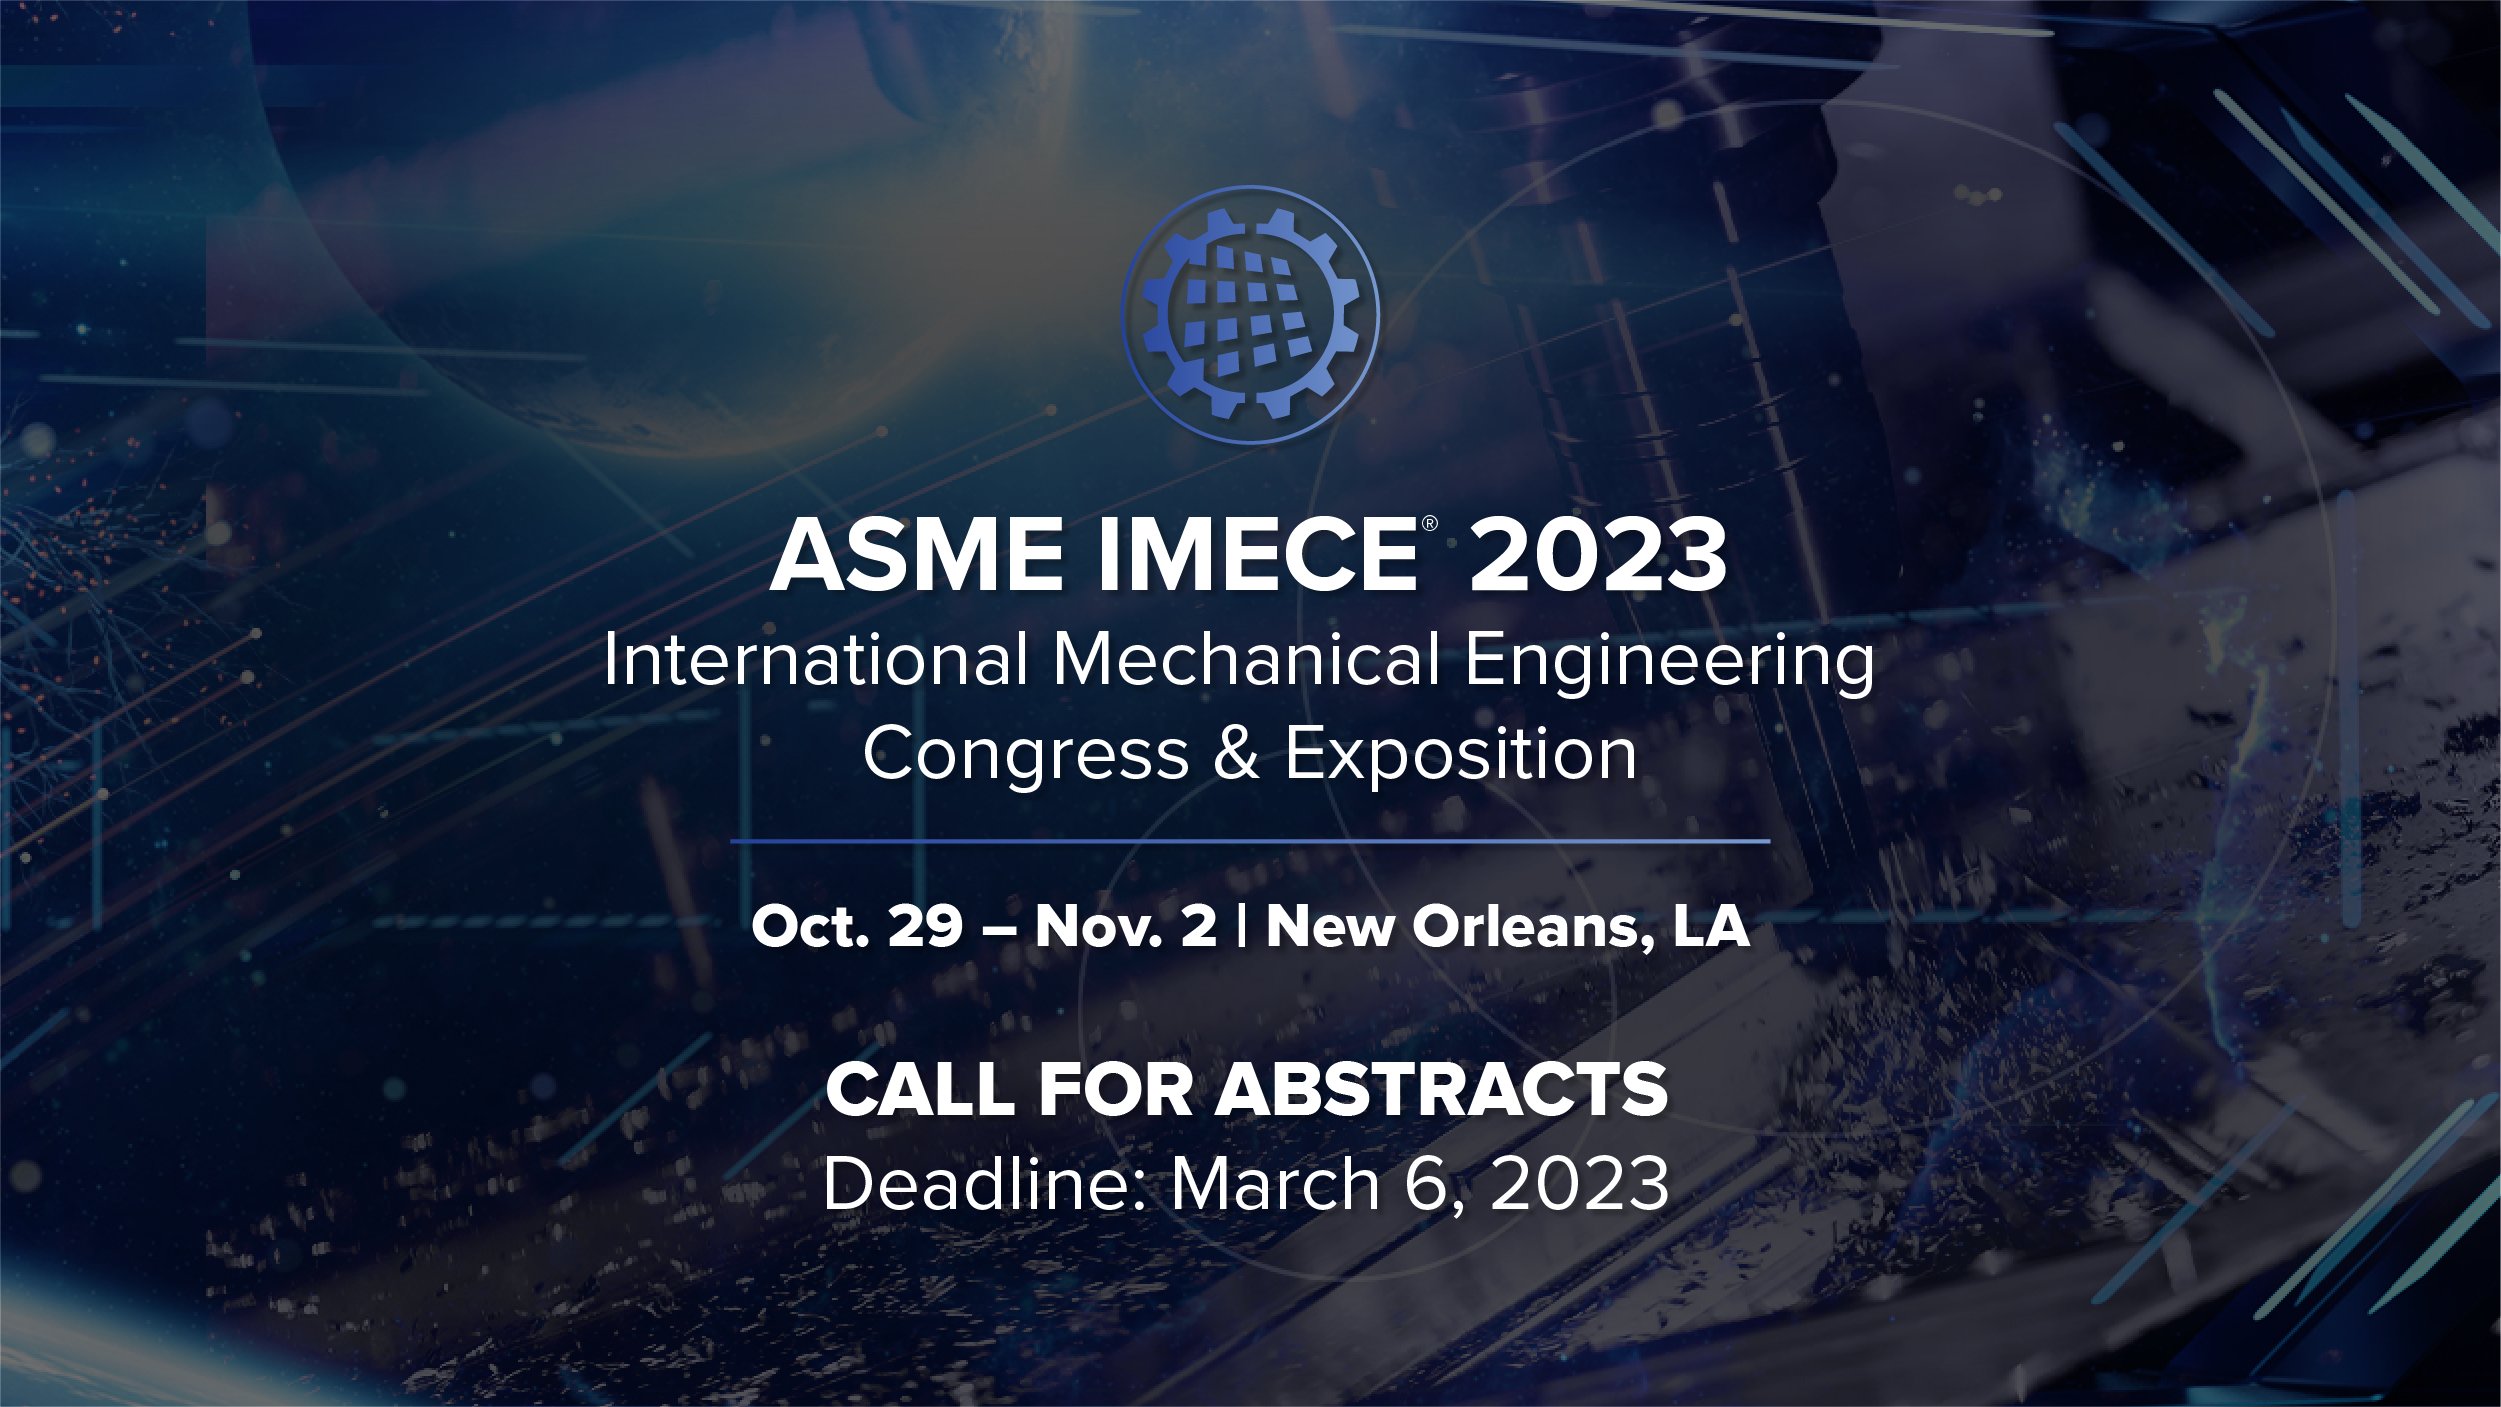 ASME IMECE® 2023
International Mechanical Engineering
Congress & Exposition
Oct. 29 – Nov. 2 | New Orleans, LA
CALL FOR ABSTRACTS
Deadline: March 6, 2023